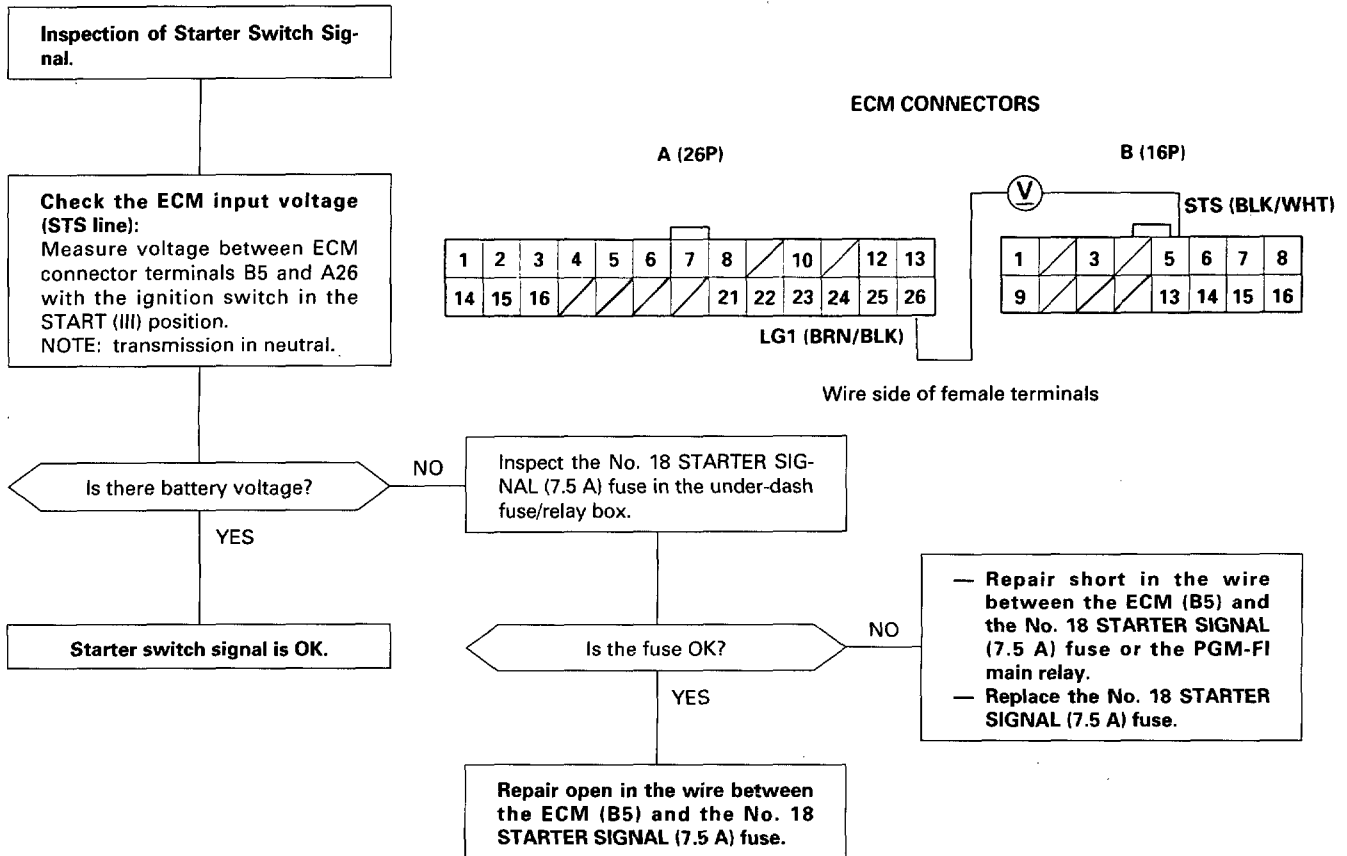 Inspection of Starter Switch Sig-
nal.
Check the ECM input voltage
(STS line):
Measure voltage between ECM
connector terminals B5 and A26
with the ignition switch in the
START (III) position.
NOTE: transmission in neutral.
ECM CONNECTORS
A (26P)
B (16P)
V
STS (BLK/WHT)
1 2 3 4 5 6 7 8 10 12 13
14 15 16 21 22 23 24 25 26
LG1 (BRN/BLK)
1 3 5 6 7 8
9 13 14 15 16
Wire side of female terminals
Is there battery voltage?
NO
YES
Starter switch signal is OK.
Inspect the No. 18 STARTER SIG-
NAL (7.5 A) fuse in the under-dash
fuse/relay box.
Is the fuse OK?
NO
YES
— Repair short in the wire
between the ECM (B5) and
the No. 18 STARTER SIGNAL
(7.5 A) fuse or the PGM-FI
main relay.
— Replace the No. 18 STARTER
SIGNAL (7.5 A) fuse.
Repair open in the wire between
the ECM (B5) and the No. 18
STARTER SIGNAL (7.5 A) fuse.